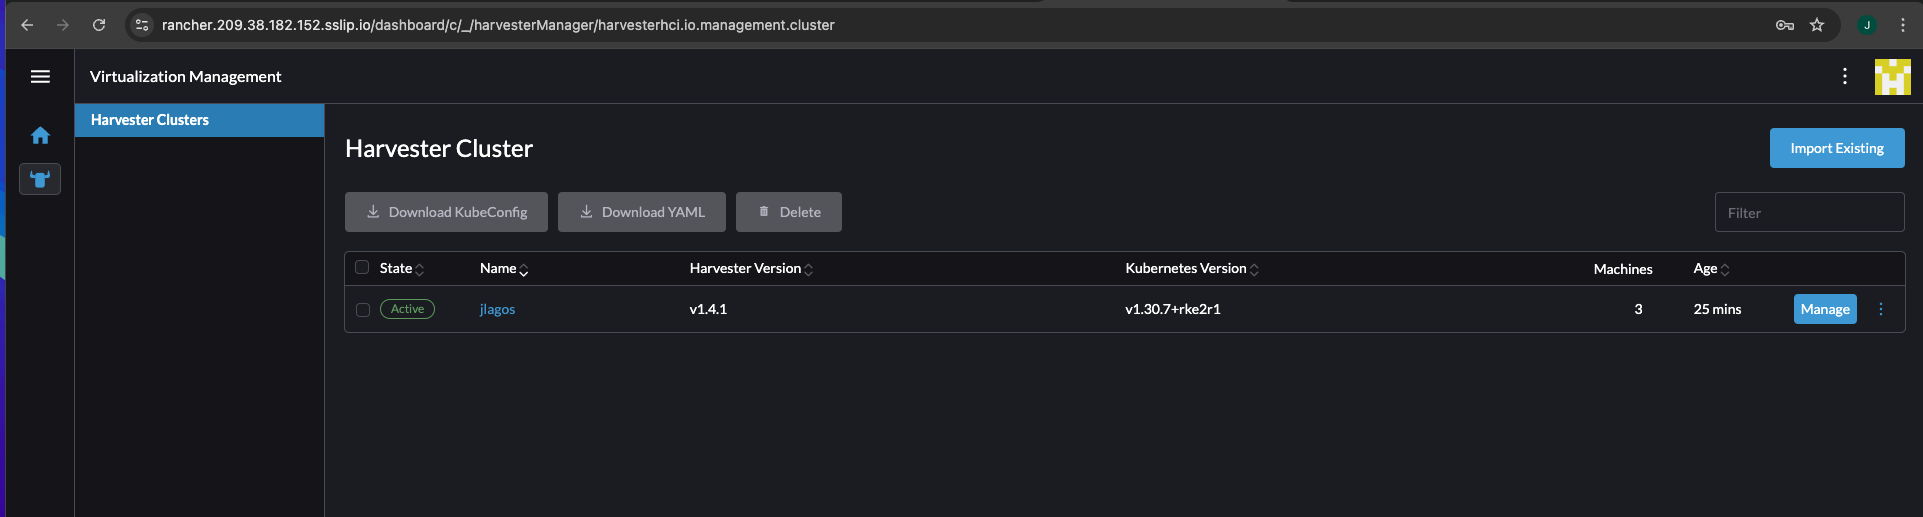 rancher.209.38.182.152.sslip.io/dashboard/c/_/harvesterManager/harvesterhci.io.management.cluster
J
Virtualization Management
Harvester Clusters
Harvester Cluster
Import Existing
Download KubeConfig Download YAML Delete
Filter
State Name Harvester Version Kubernetes Version Machines Age
Active jlagos v1.4.1 v1.30.7+rke2r1 3 25 mins Manage